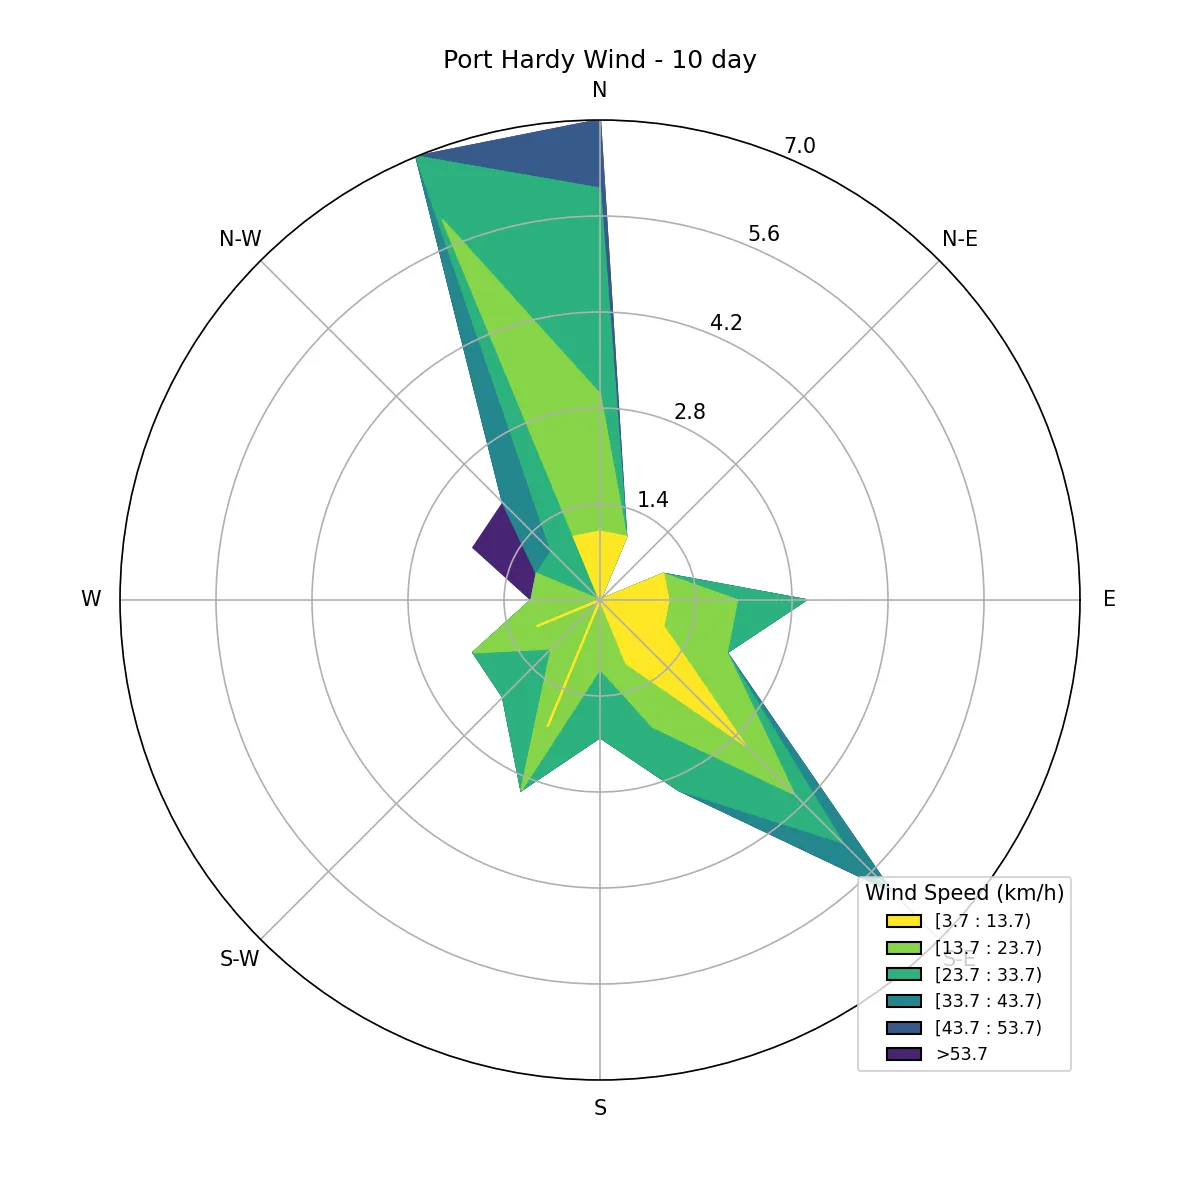 Port Hardy Wind - 10 day
N
7.0
N-W
N-E
5.6
4.2
2.8
1.4
W
E
Wind Speed (km/h)
[3.7 : 13.7)
[13.7 : 23.7)
S-W
S-E
[23.7 : 33.7)
[33.7 : 43.7)
[43.7 : 53.7)
>53.7
S